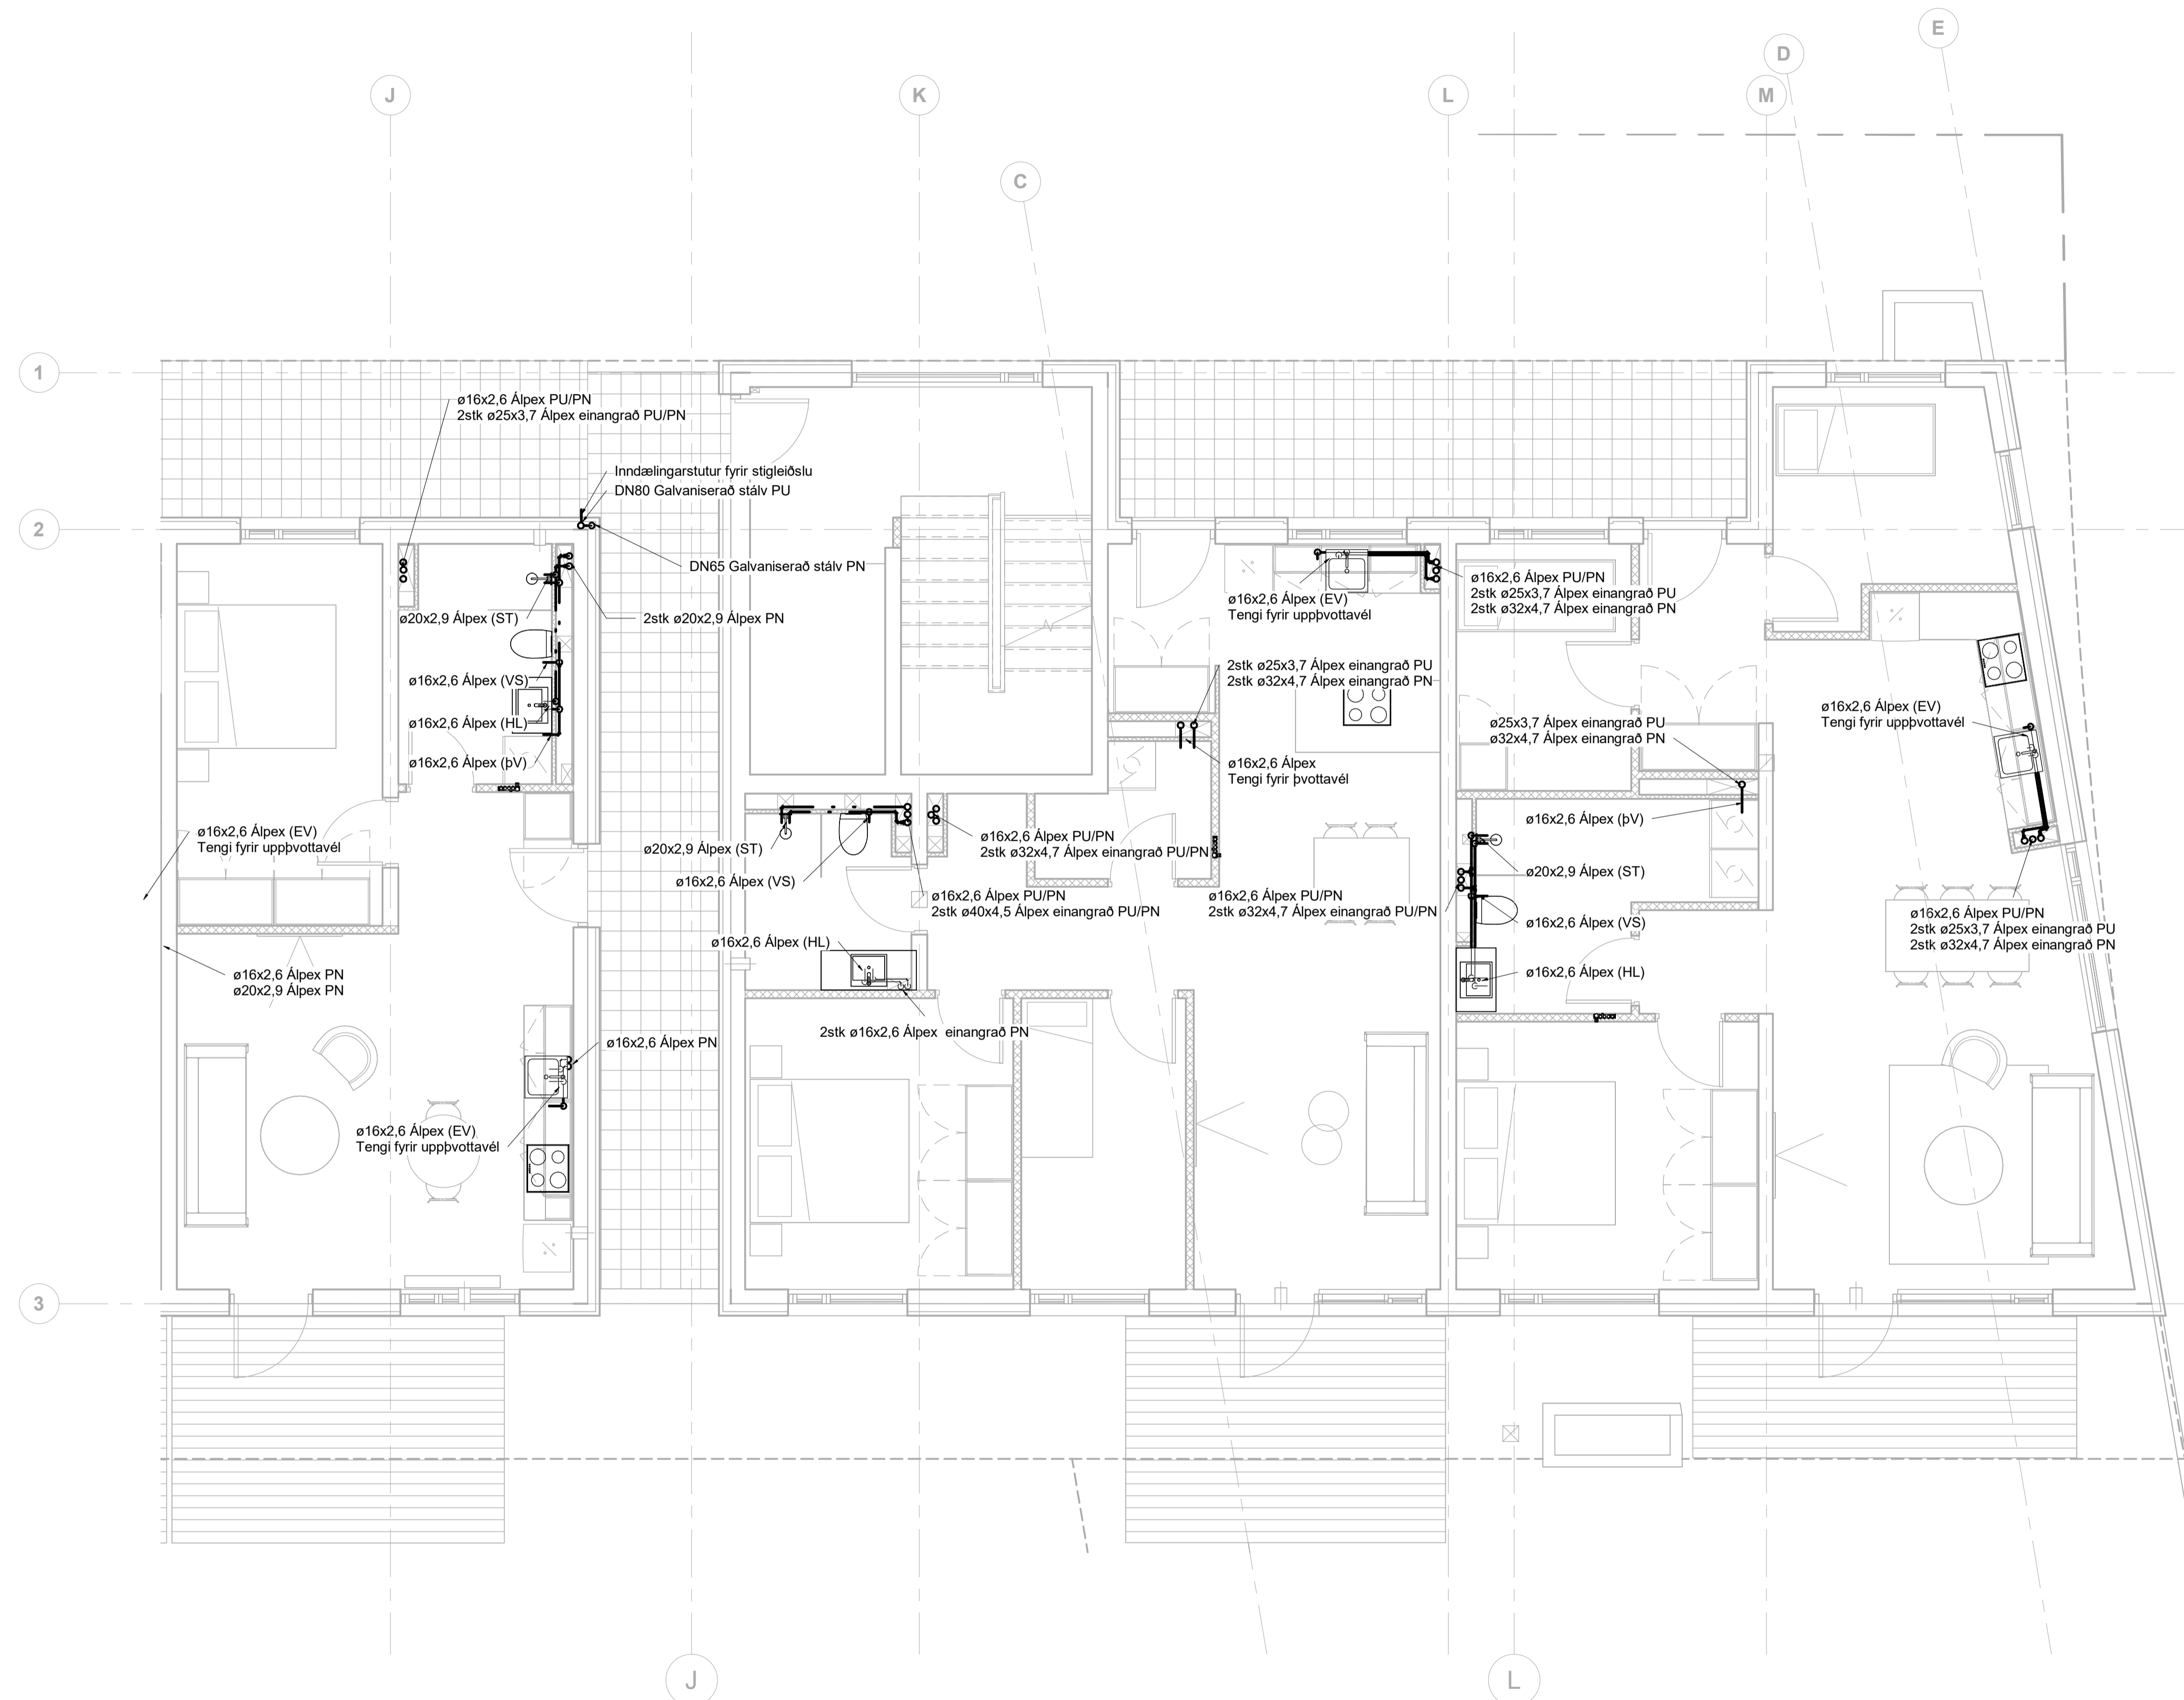 E
D
J
K
L
M
C
1
ø16x2,6 Álpex PU/PN
2stk ø25x3,7 Álpex einangrað PU/PN
Inndælingarstutur fyrir stigleiðslu
DN80 Galvaniserað stálv PU
2
DN65 Galvaniserað stálv PN
ø16x2,6 Álpex PU/PN
2stk ø25x3,7 Álpex einangrað PU
2stk ø32x4,7 Álpex einangrað PN
ø16x2,6 Álpex (EV)
Tengi fyrir uppþvottavél
ø20x2,9 Álpex (ST)
2stk ø20x2,9 Álpex PN
2stk ø25x3,7 Álpex einangrað PU
2stk ø32x4,7 Álpex einangrað PN
ø16x2,6 Álpex (VS)
ø16x2,6 Álpex (HL)
ø16x2,6 Álpex (þV)
ø25x3,7 Álpex einangrað PU
ø32x4,7 Álpex einangrað PN
ø16x2,6 Álpex (EV)
Tengi fyrir uppþvottavél
ø16x2,6 Álpex
Tengi fyrir þvottavél
ø16x2,6 Álpex (EV)
Tengi fyrir uppþvottavél
ø16x2,6 Álpex (þV)
ø20x2,9 Álpex (ST)
ø16x2,6 Álpex PU/PN
2stk ø32x4,7 Álpex einangrað PU/PN
ø16x2,6 Álpex (VS)
ø20x2,9 Álpex (ST)
ø16x2,6 Álpex PU/PN
2stk ø40x4,5 Álpex einangrað PU/PN
ø16x2,6 Álpex PU/PN
2stk ø32x4,7 Álpex einangrað PU/PN
ø16x2,6 Álpex (VS)
ø16x2,6 Álpex PU/PN
2stk ø25x3,7 Álpex einangrað PU
2stk ø32x4,7 Álpex einangrað PN
ø16x2,6 Álpex (HL)
ø16x2,6 Álpex (HL)
ø16x2,6 Álpex PN
ø20x2,9 Álpex PN
2stk ø16x2,6 Álpex einangrað PN
ø16x2,6 Álpex PN
ø16x2,6 Álpex (EV)
Tengi fyrir uppþvottavél
3
J
L